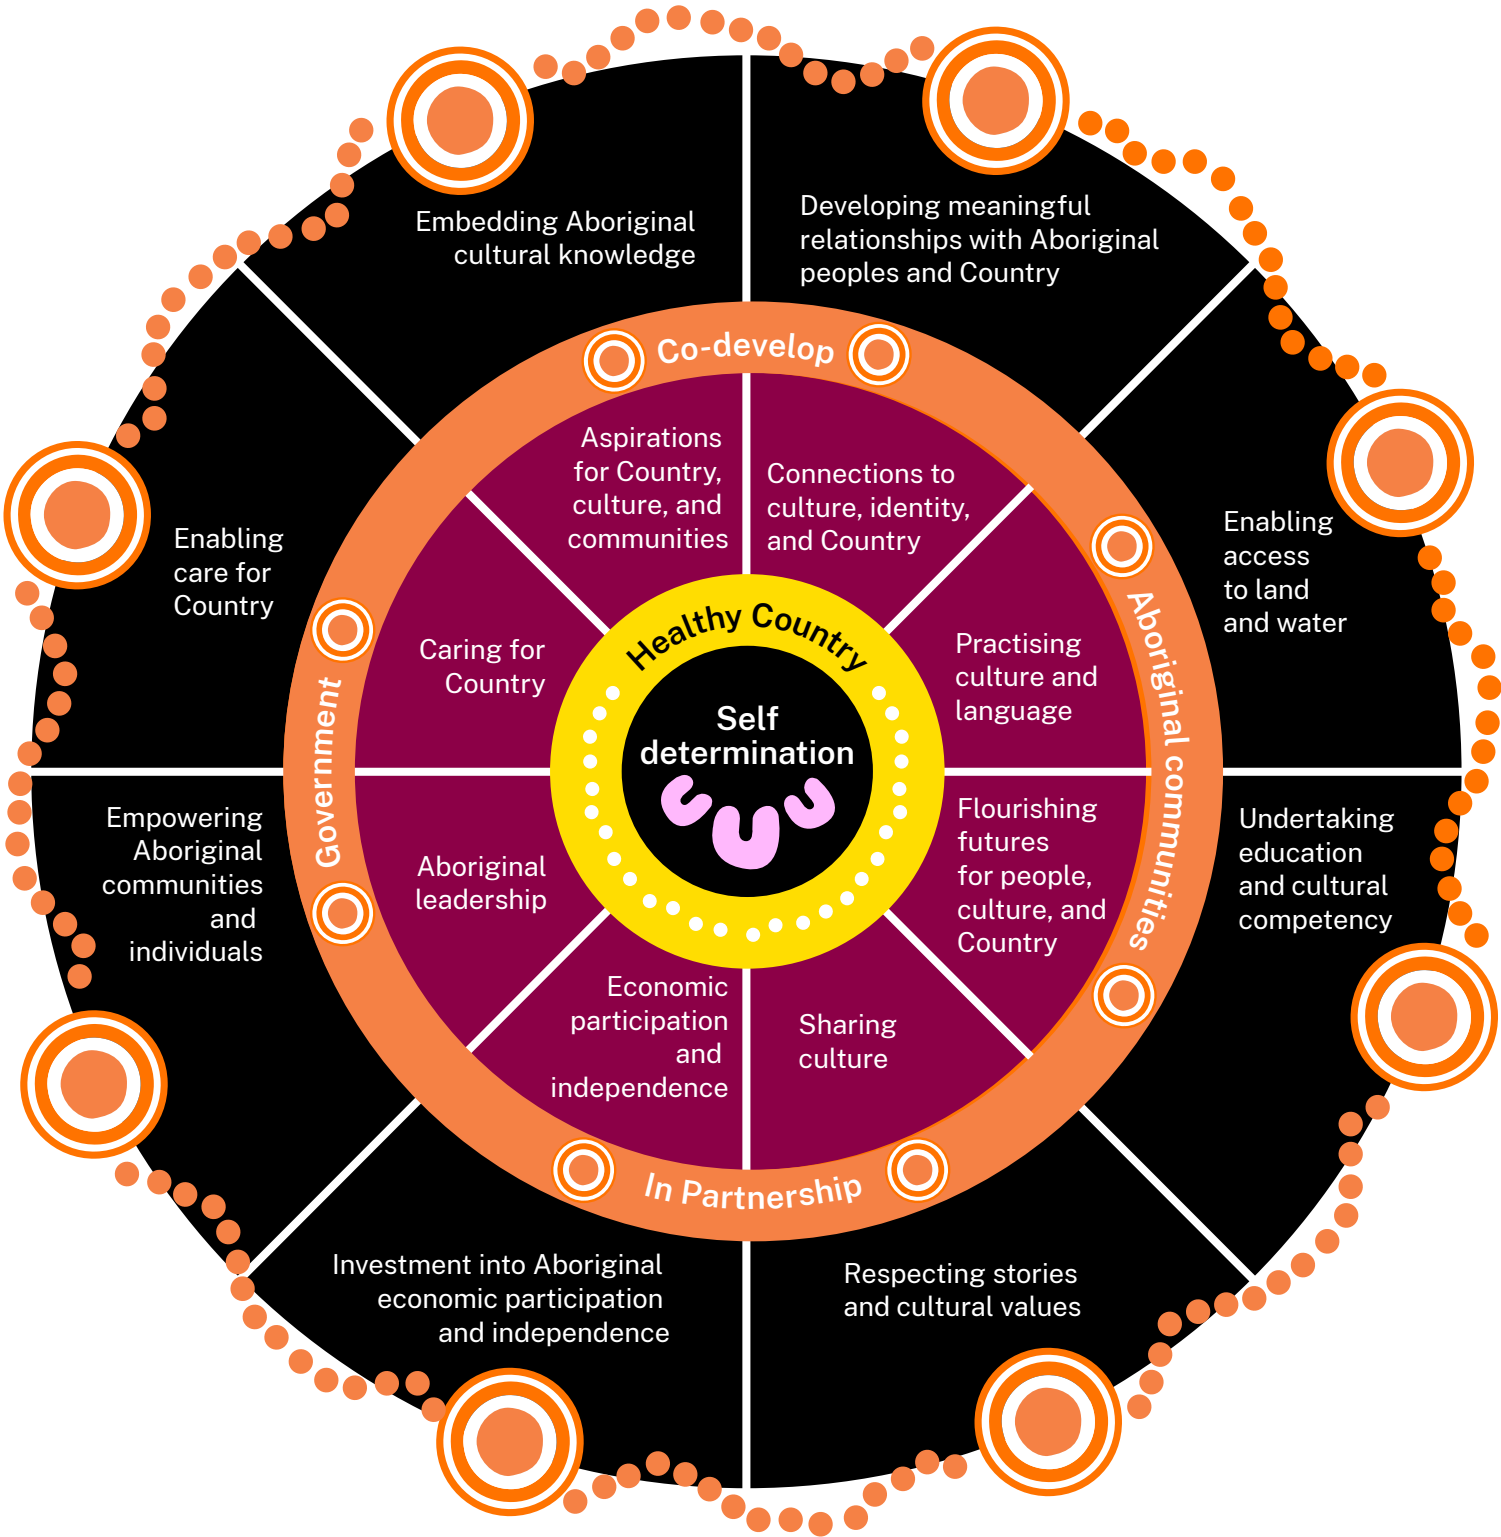 Embedding Aboriginal
cultural knowledge
Developing meaningful
relationships with Aboriginal
peoples and Country
Enabling
access
to land
and water
Undertaking
education
and cultural
competency
Respecting stories
and cultural values
Investment into Aboriginal
economic participation
and independence
Empowering
Aboriginal
communities
and
individuals
Enabling
care for
Country
Co-develop
Aboriginal communities
In Partnership
Government
Aspirations
for Country,
culture, and
communities
Connections to
culture, identity,
and Country
Practising
culture and
language
Flourishing
futures
for people,
culture, and
Country
Sharing
culture
Economic
participation
and
independence
Aboriginal
leadership
Caring for
Country
Healthy Country
Self
determination